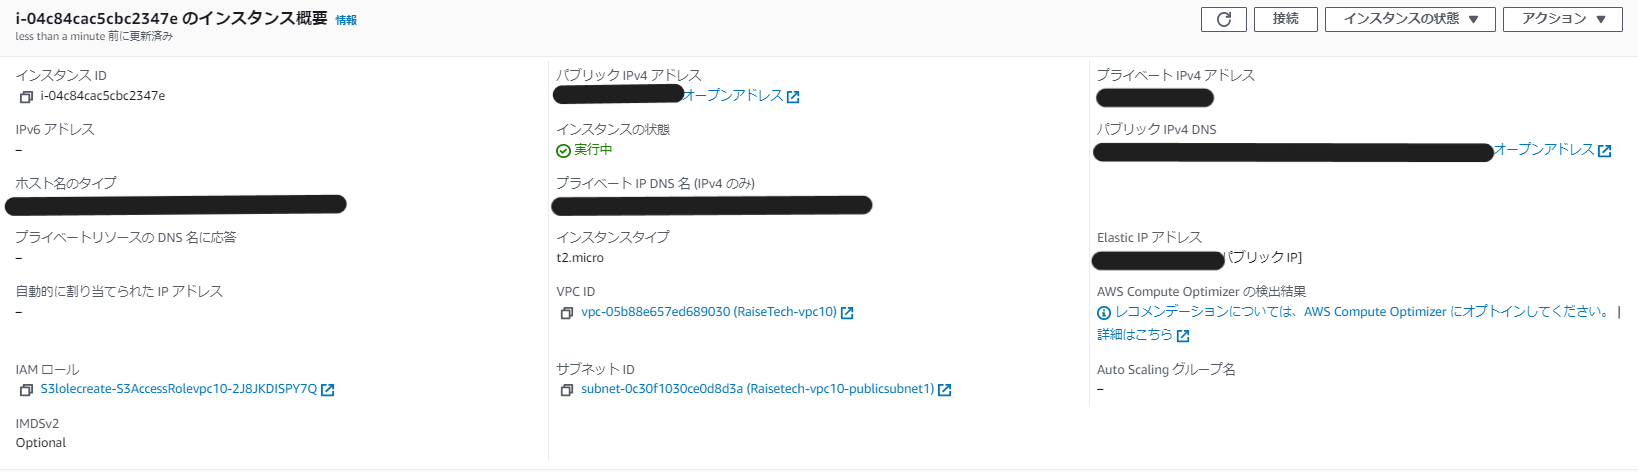 i-04c84cac5cbc2347e のインスタンス概要 情報
less than a minute 前に更新済み
接続
インスタンスの状態
アクション
インスタンス ID
i-04c84cac5cbc2347e
パブリック IPv4 アドレス
オープンアドレス
プライベート IPv4 アドレス
IPv6 アドレス
–
インスタンスの状態
実行中
パブリック IPv4 DNS
オープンアドレス
ホスト名のタイプ
プライベート IP DNS 名 (IPv4 のみ)
プライベートリソースの DNS 名に応答
–
インスタンスタイプ
t2.micro
Elastic IP アドレス
パブリック IP]
自動的に割り当てられた IP アドレス
–
VPC ID
vpc-05b88e657ed689030 (RaiseTech-vpc10)
AWS Compute Optimizer の検出結果
レコメンデーションについては、AWS Compute Optimizer にオプトインしてください。 |
詳細はこちら
IAM ロール
S3lolecreate-S3AccessRolevpc10-2J8JKDISPY7Q
サブネット ID
subnet-0c30f1030ce0d8d3a (Raisetech-vpc10-publicsubnet1)
Auto Scaling グループ名
–
IMDSv2
Optional